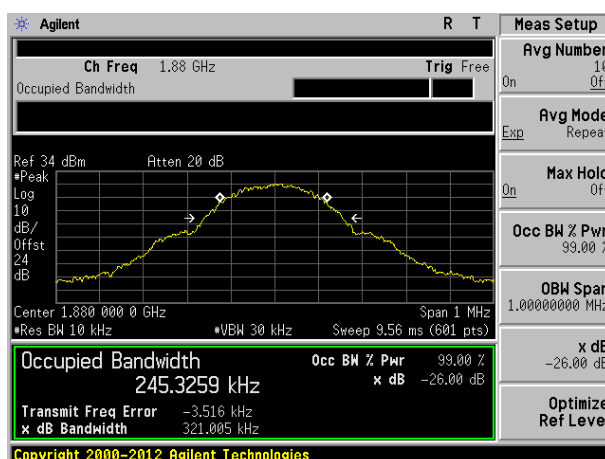 Agilent R T
Meas Setup
Ch Freq 1.88 GHz Trig Free
Occupied Bandwidth
Avg Number
On
Avg Mode
Exp
Max Hold
On
Occ BW % Pwr
99.00 %
OBW Span
1.00000000 MHz
x dB
-26.00 dB
Optimize
Ref Level
Ref 34 dBm Atten 20 dB
#Peak
Log
10
dB/
Offst
24
dB
Center 1.880 000 0 GHz Span 1 MHz
#Res BW 10 kHz #VBW 30 kHz Sweep 9.56 ms (601 pts)
Occupied Bandwidth Occ BW % Pwr 99.00 %
245.3259 kHz x dB -26.00 dB
Transmit Freq Error -3.516 kHz
x dB Bandwidth 321.005 kHz
Copyright 2000-2012 Agilent Technologies